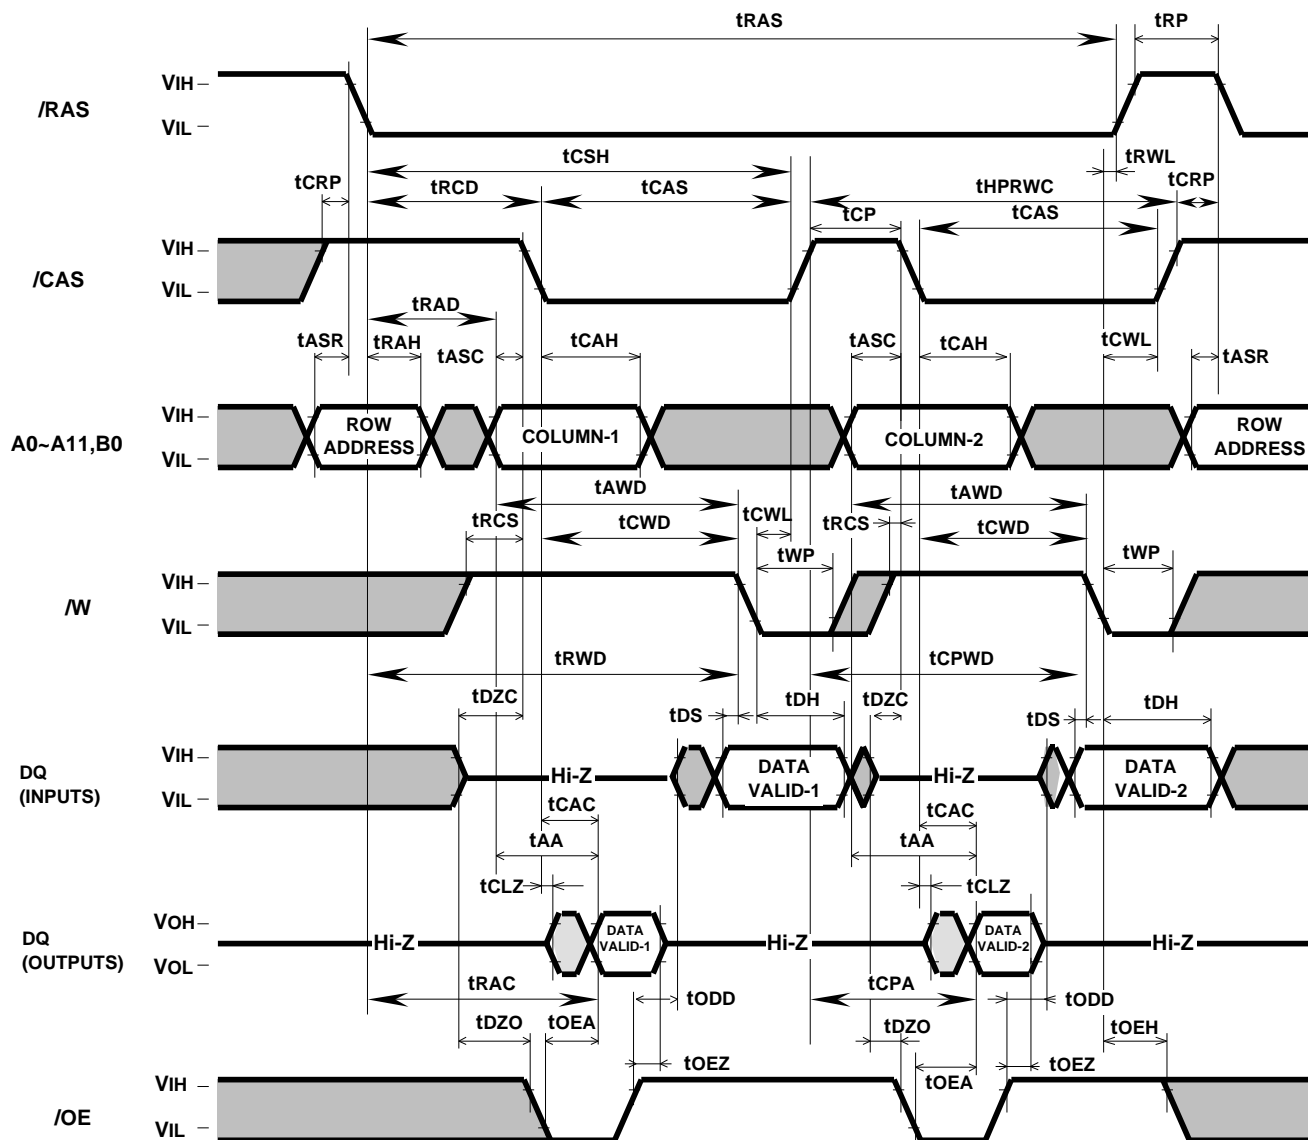 tRAS
tRP
/RAS
VIH
VIL
tCSH
tRWL
tCRP
tRCD
tCAS
tHPRWC
tCRP
tCP
tCAS
/CAS
VIH
VIL
tRAD
tASR
tRAH
tASC
tCAH
tASC
tCAH
tCWL
tASR
A0~A11,B0
VIH
VIL
ROW
ADDRESS
COLUMN-1
COLUMN-2
ROW
ADDRESS
tAWD
tAWD
tRCS
tCWD
tCWL
tRCS
tCWD
tWP
tWP
/W
VIH
VIL
tRWD
tCPWD
tDZC
tDS
tDH
tDZC
tDS
tDH
DQ
(INPUTS)
VIH
VIL
Hi-Z
DATA
VALID-1
Hi-Z
DATA
VALID-2
tCAC
tCAC
tAA
tAA
tCLZ
tCLZ
DQ
(OUTPUTS)
VOH
VOL
Hi-Z
DATA
VALID-1
Hi-Z
DATA
VALID-2
Hi-Z
tRAC
tODD
tCPA
tODD
tDZO
tOEA
tOEZ
tDZO
tOEA
tOEZ
tOEH
/OE
VIH
VIL